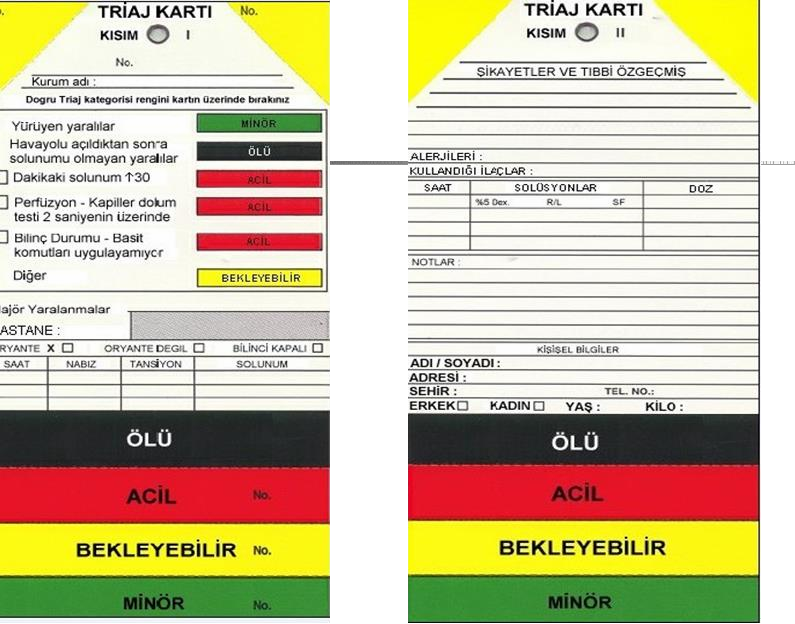 TRİAJ KARTI
No.
KISIM I
No.
Kurum adı :
Dogru Triaj kategorisi rengini kartın üzerinde bırakınız
Yürüyen yaralılar MİNÖR
Havayolu açıldıktan sonra
solunumu olmayan yaralılar ÖLÜ
Dakikaki solunum ↑30 ACİL
Perfüzyon - Kapiller dolum
testi 2 saniyenin üzerinde ACİL
Bilinç Durumu - Basit
komutları uygulayamıyor ACİL
Diğer BEKLEYEBİLİR
ajör Yaralanmalar
ASTANE :
RYANTE X ORYANTE DEGIL BİLİNCİ KAPALI
SAAT NABIZ TANSİYON SOLUNUM
ÖLÜ
ACİL No.
BEKLEYEBİLİR No.
MİNÖR No.
TRİAJ KARTI
KISIM II
ŞİKAYETLER VE TIBBİ ÖZGEÇMİŞ
ALERJİLERİ :
KULLANDIĞI İLAÇLAR :
SAAT SOLÜSYONLAR DOZ
%5 Dex. R/L SF
NOTLAR :
KİŞİSEL BİLGİLER
ADI / SOYADI :
ADRESİ :
SEHİR : TEL. NO.:
ERKEK KADIN YAŞ : KİLO :
ÖLÜ
ACİL
BEKLEYEBİLİR
MİNÖR